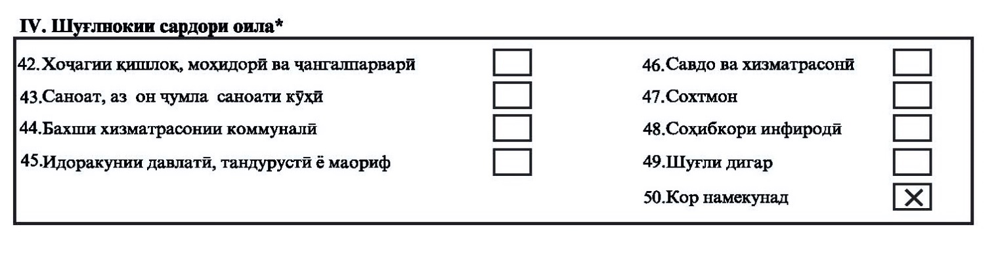 IV. Шуғлнокии сардори оила*
42. Хоҷагии қишлоқ, моҳидорӣ ва ҷангалпарварӣ
43.Саноат, аз он ҷумла саноати кӯҳӣ
44.Бахши хизматрасонии коммуналӣ
45.Идоракунии давлатӣ, тандурустӣ ё маориф
46.Савдо ва хизматрасонӣ
47.Сохтмон
48.Соҳибкори инфиродӣ
49.Шуғли дигар
50.Кор намекунад